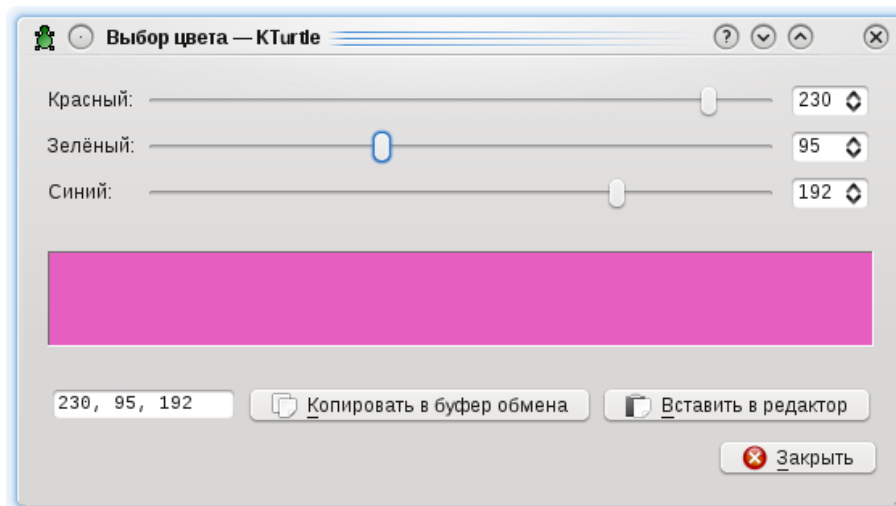 Выбор цвета — KTurtle
Красный: 230
Зелёный: 95
Синий: 192
230, 95, 192 Копировать в буфер обмена Вставить в редактор
Закрыть